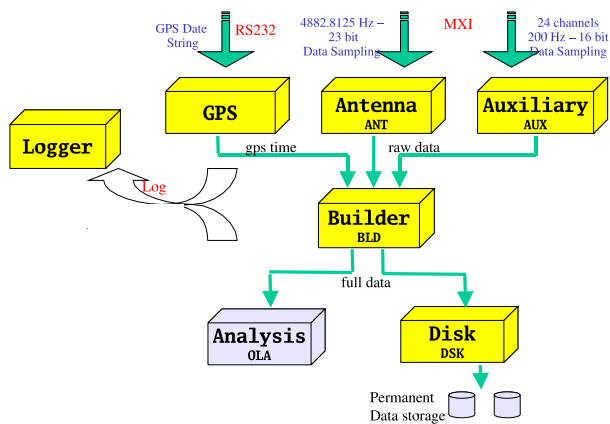 GPS Date
String
RS232
4882.8125 Hz –
23 bit
Data Sampling
MXI
24 channels
200 Hz – 16 bit
Data Sampling
GPS
Antenna
ANT
Auxiliary
AUX
Logger
gps time
raw data
Log
Builder
BLD
full data
Analysis
OLA
Disk
DSK
Permanent
Data storage